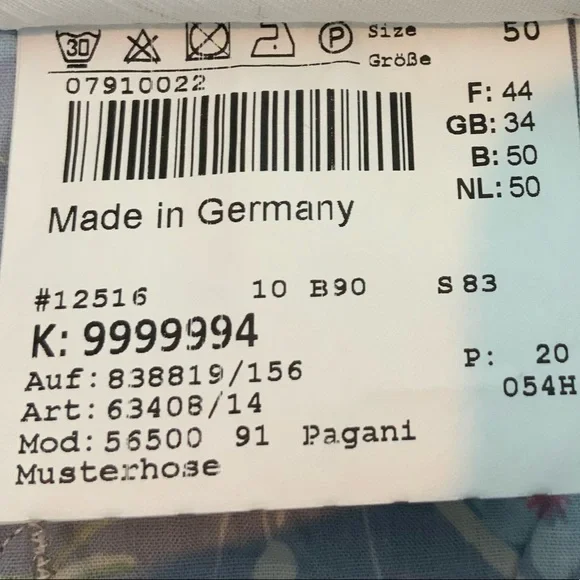 30 P Size 50
Größe
07910022
F: 44
GB: 34
B: 50
NL: 50
Made in Germany
#12516 10 B90 S 83
K: 9999994
Auf: 838819/156
P: 20
Art: 63408/14
054H
Mod: 56500 91 Pagani
Musterhose